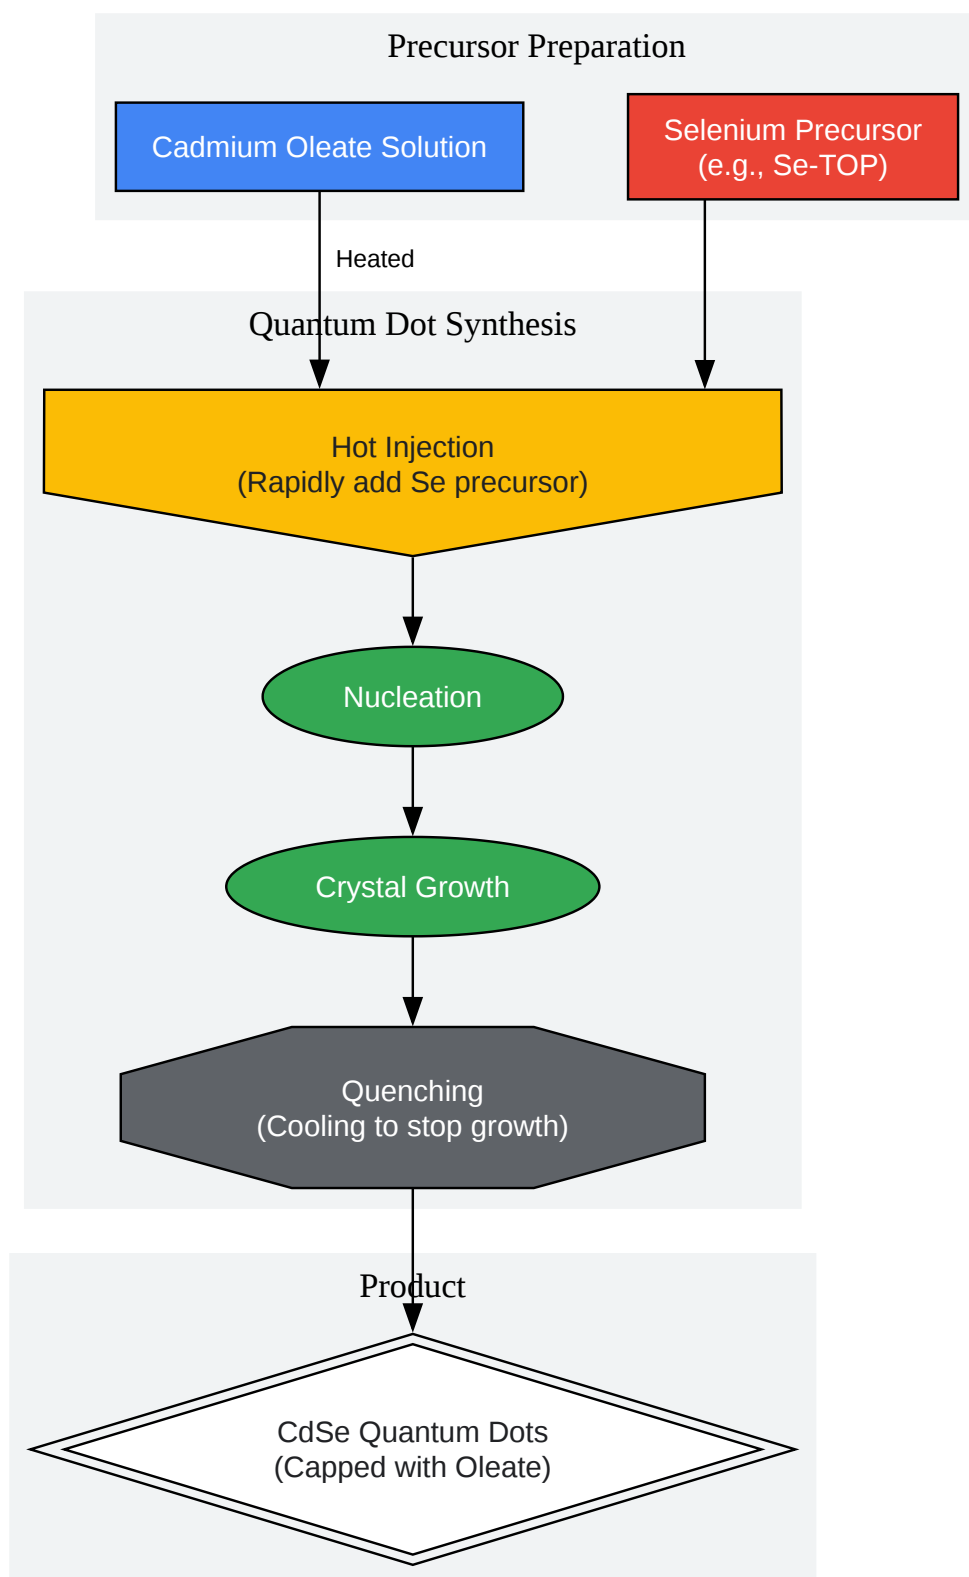 Precursor Preparation
Cadmium Oleate Solution
Selenium Precursor
(e.g., Se-TOP)
Heated
Quantum Dot Synthesis
Hot Injection
(Rapidly add Se precursor)
Nucleation
Crystal Growth
Quenching
(Cooling to stop growth)
Product
CdSe Quantum Dots
(Capped with Oleate)